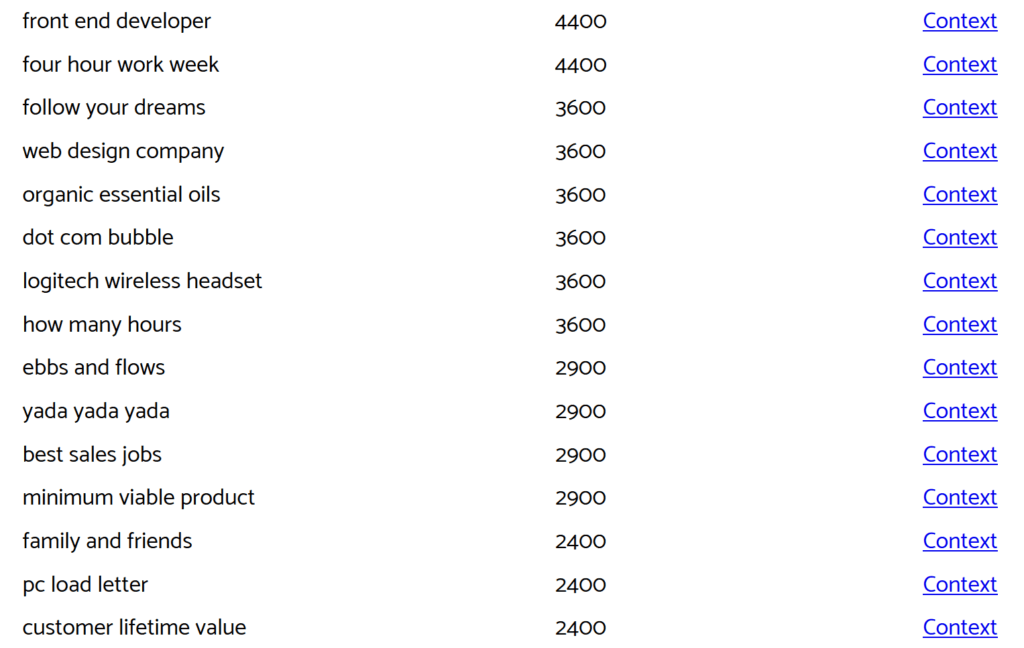 front end developer 4400 Context
four hour work week 4400 Context
follow your dreams 3600 Context
web design company 3600 Context
organic essential oils 3600 Context
dot com bubble 3600 Context
logitech wireless headset 3600 Context
how many hours 3600 Context
ebbs and flows 2900 Context
yada yada yada 2900 Context
best sales jobs 2900 Context
minimum viable product 2900 Context
family and friends 2400 Context
pc load letter 2400 Context
customer lifetime value 2400 Context